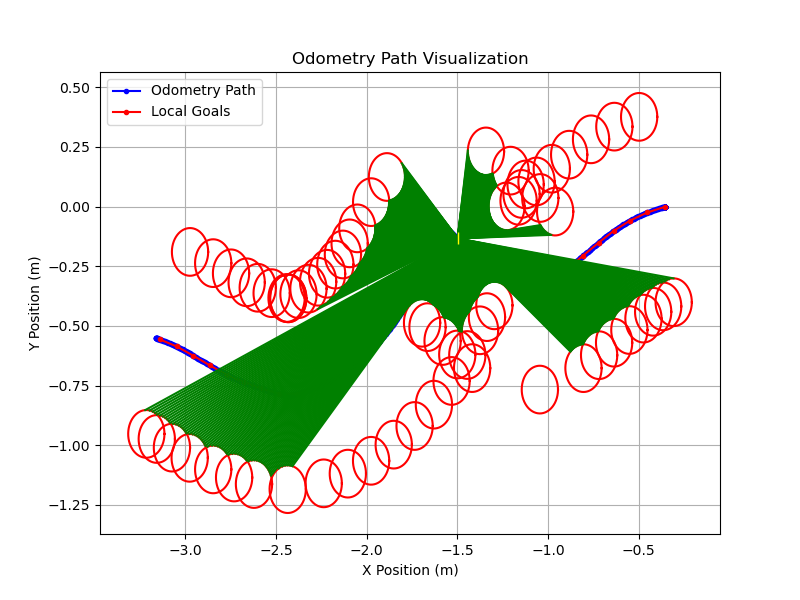 Odometry Path Visualization
Odometry Path
Local Goals
0.50
0.25
0.00
−0.25
−0.50
−0.75
−1.00
−1.25
Y Position (m)
−3.0 −2.5 −2.0 −1.5 −1.0 −0.5
X Position (m)